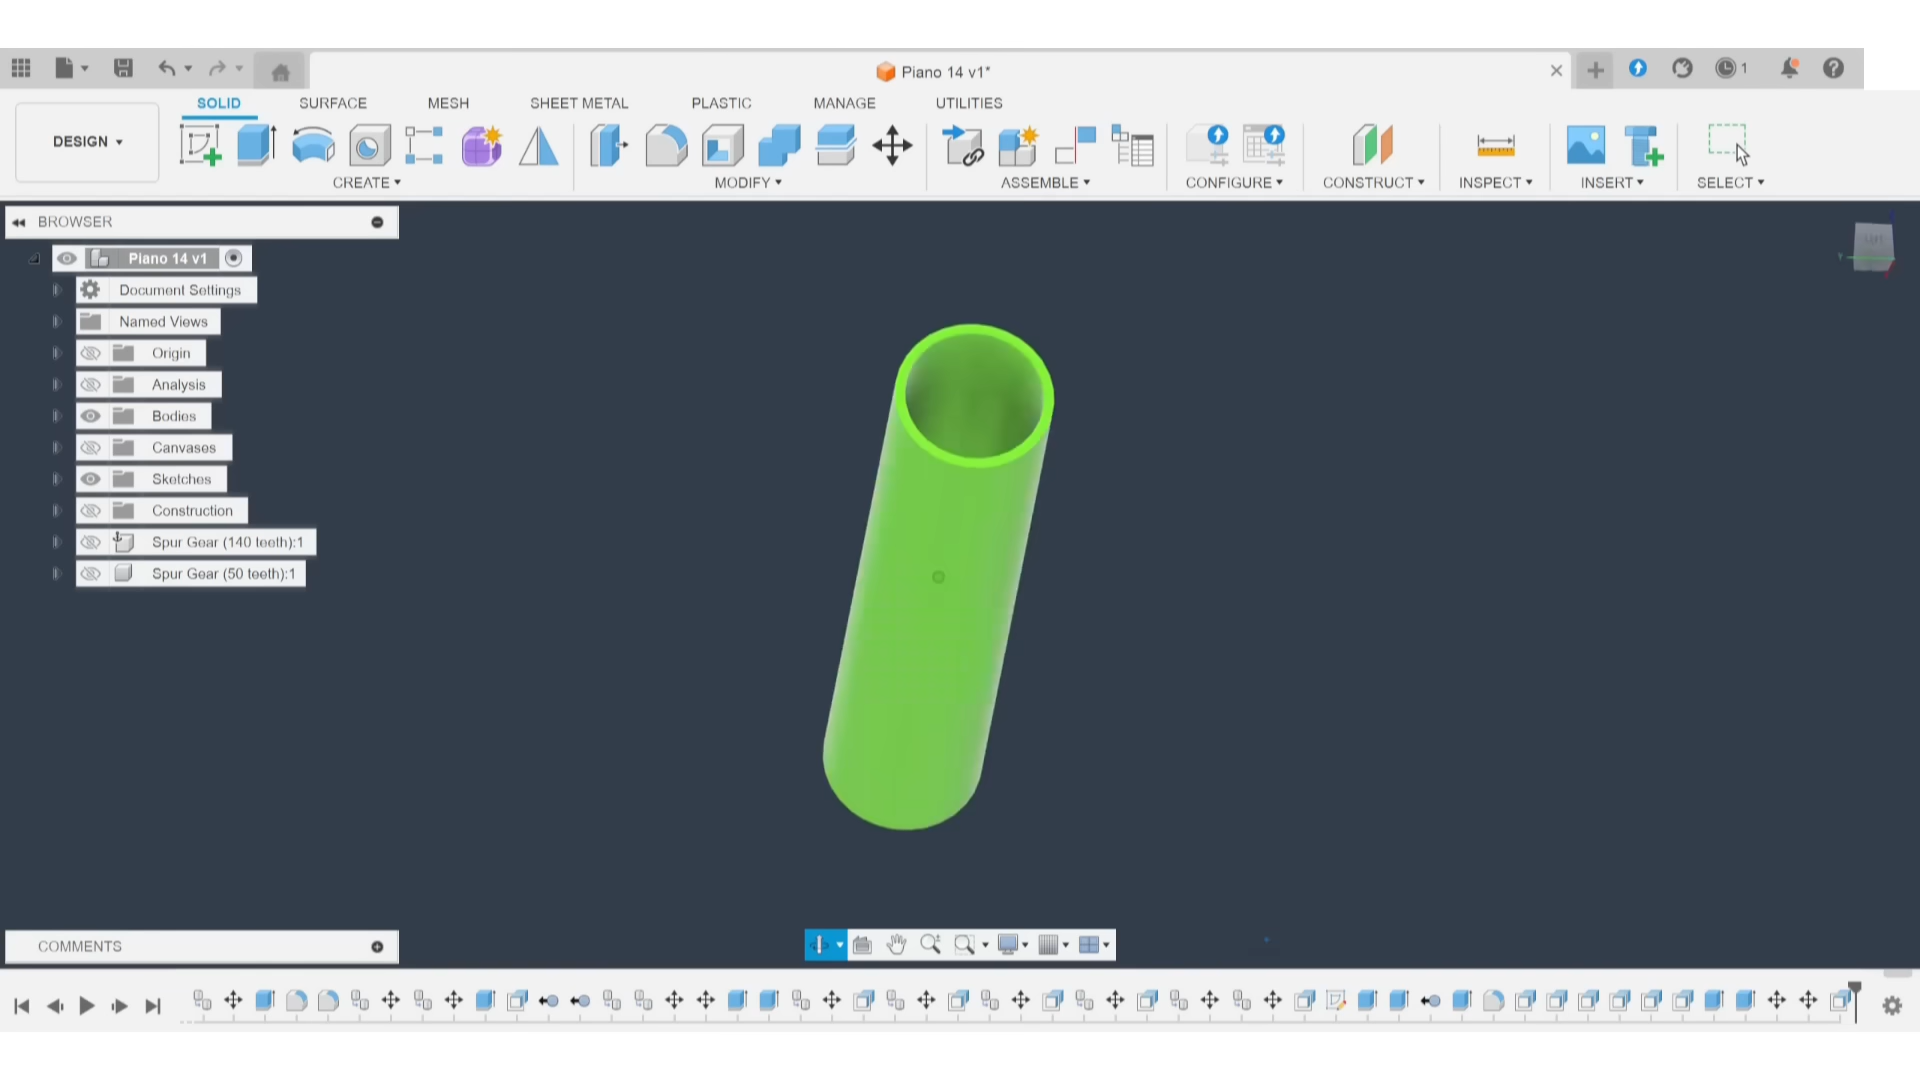 Piano 14 v1*
1
SOLID SURFACE MESH SHEET METAL PLASTIC MANAGE UTILITIES
DESIGN
CREATE MODIFY ASSEMBLE CONFIGURE CONSTRUCT INSPECT INSERT SELECT
BROWSER
Piano 14 v1
Document Settings
Named Views
Origin
Analysis
Bodies
Canvases
Sketches
Construction
Spur Gear (140 teeth):1
Spur Gear (50 teeth):1
COMMENTS